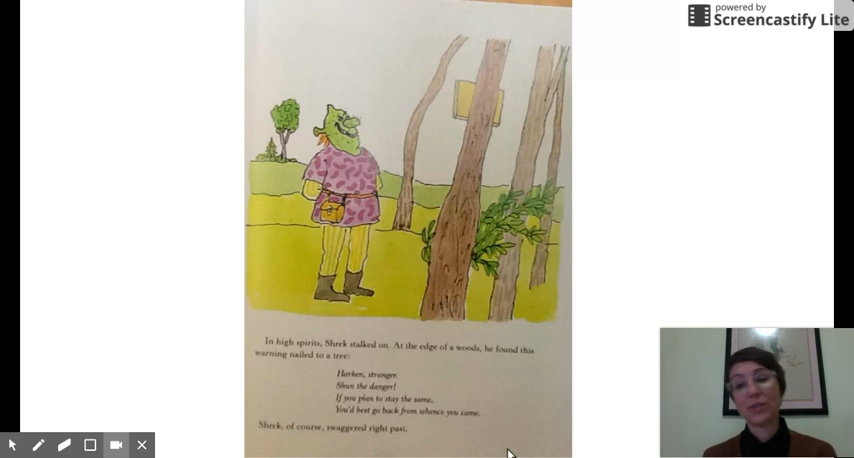 powered by
Screencastify Lite
In high spirits, Shrek stalked on. At the edge of a woods, he found this
warning nailed to a tree:
Harken, stranger.
Shun the danger!
If you plan to stay the same,
You'd best go back from whence you came.
Shrek, of course, swaggered right past.